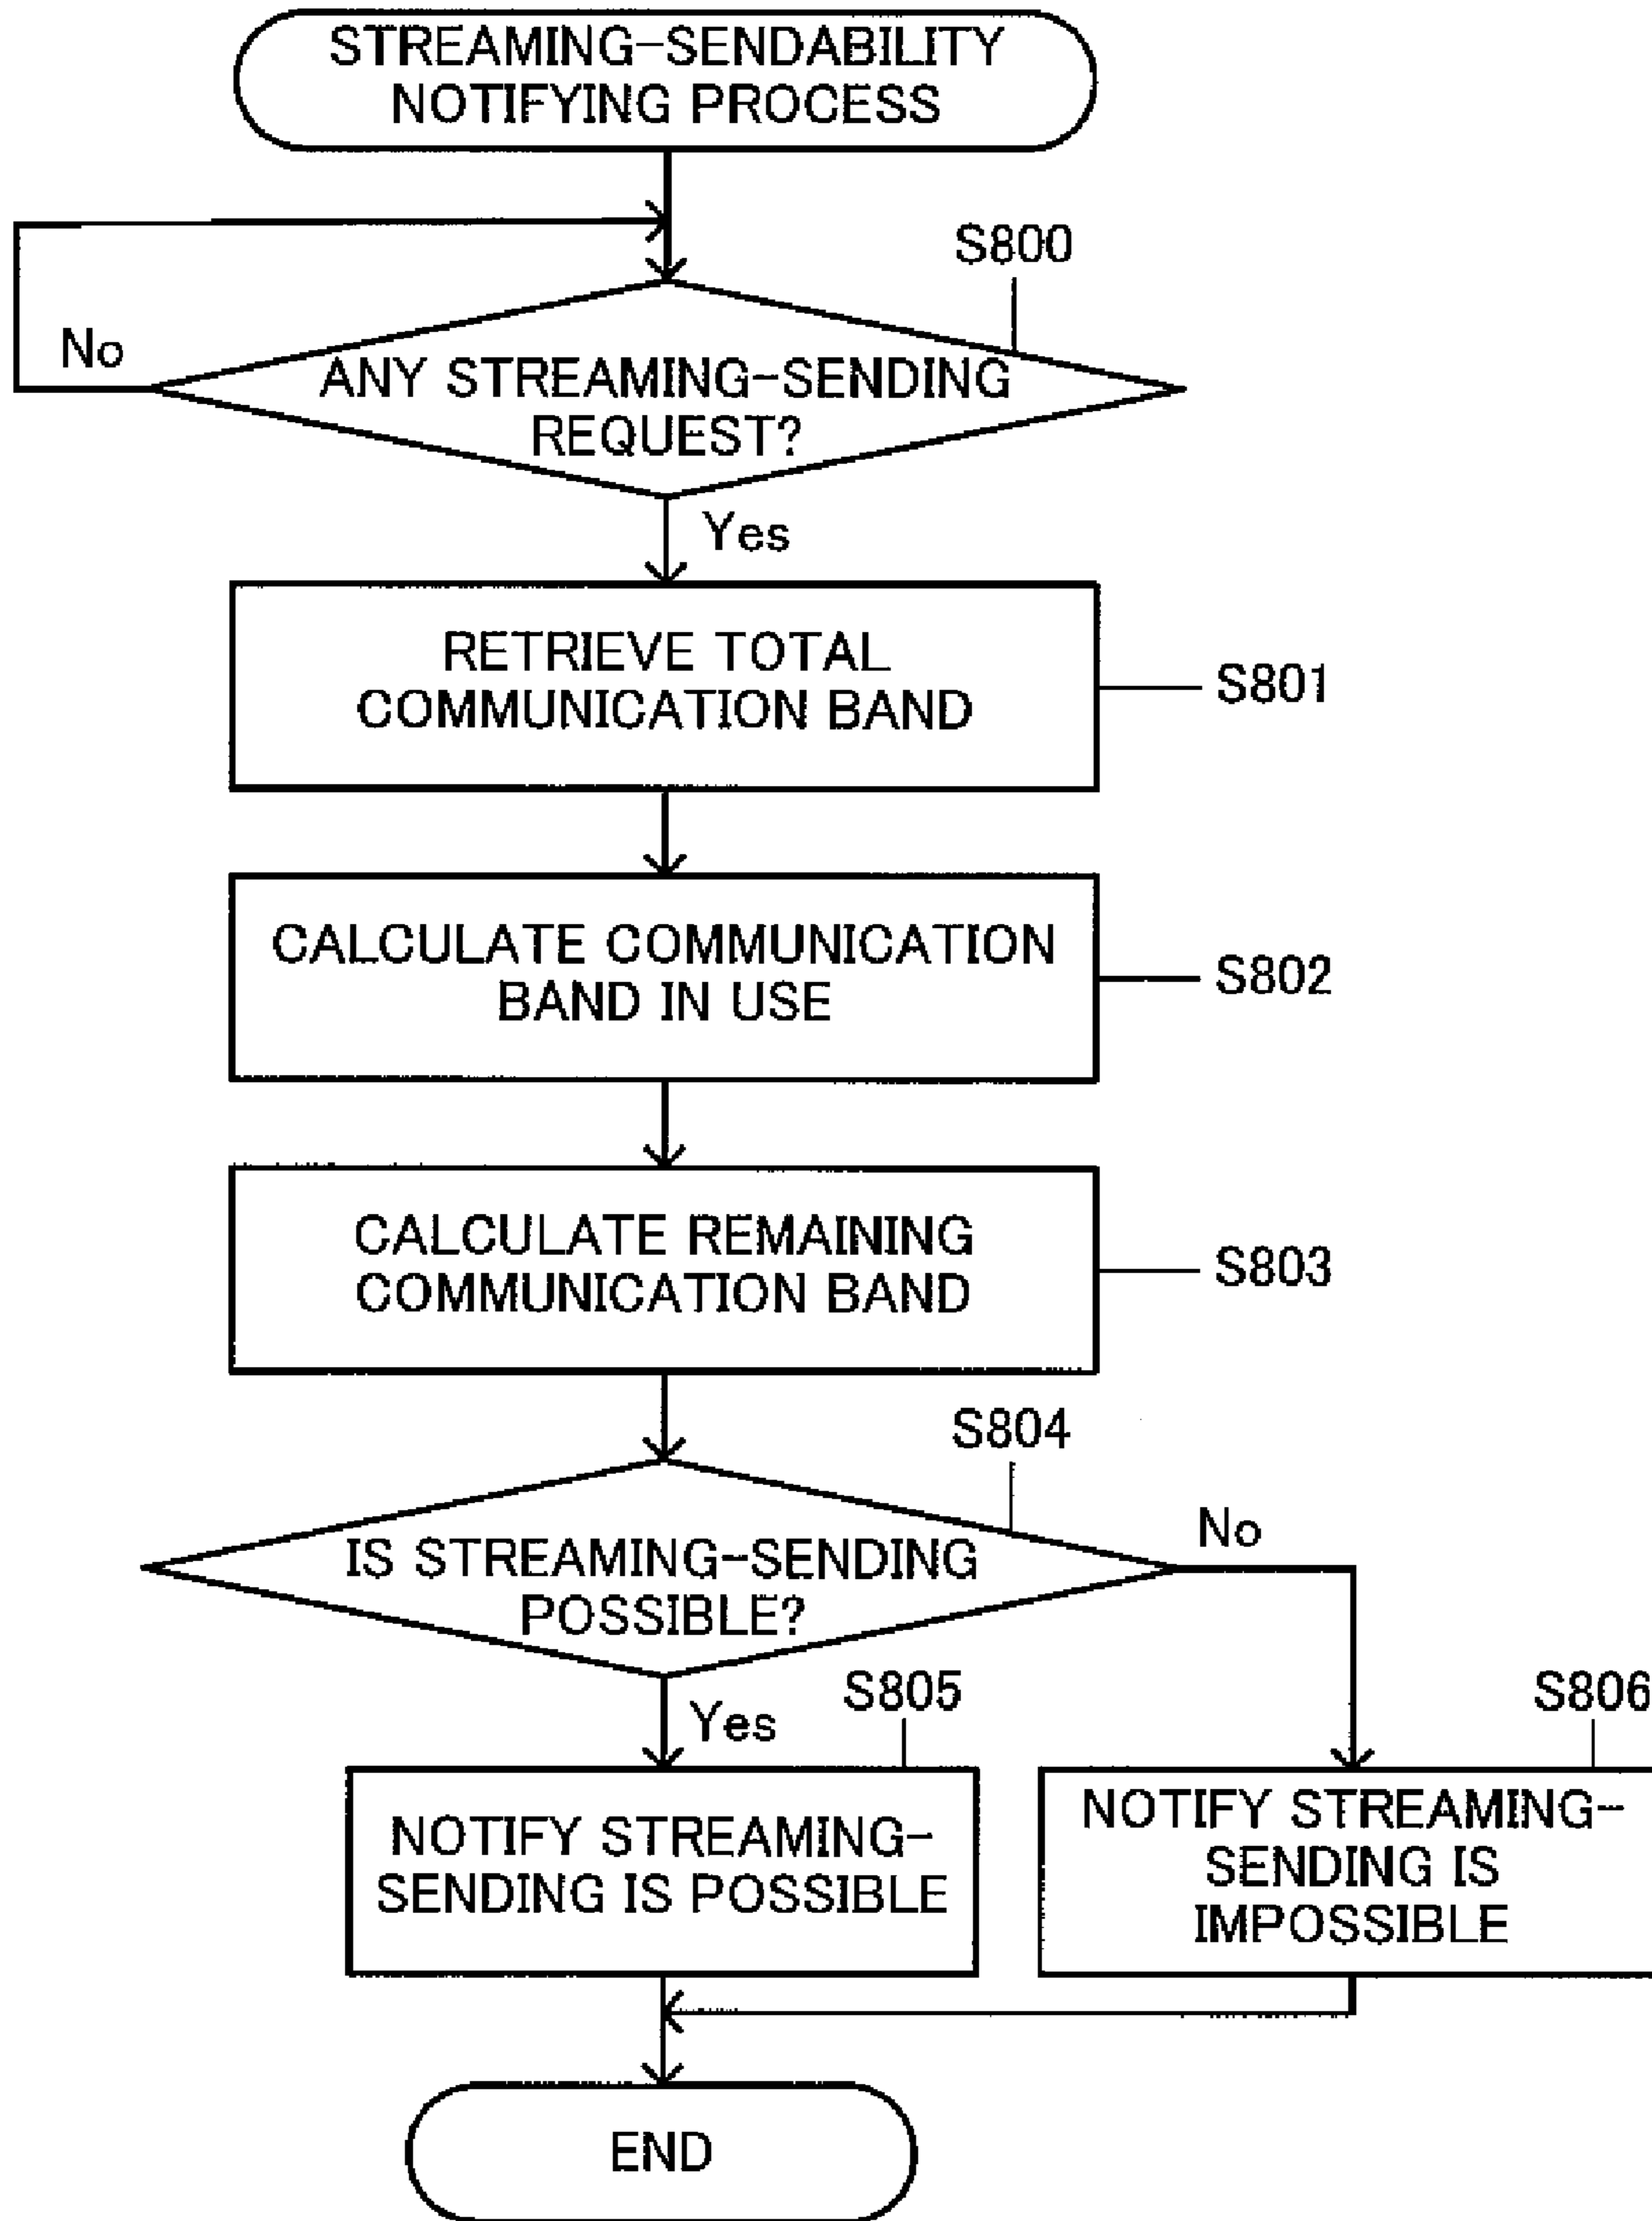 STREAMING-SENDABILITY
NOTIFYING PROCESS
S800
No
ANY STREAMING-SENDING
REQUEST?
Yes
RETRIEVE TOTAL
COMMUNICATION BAND
S801
CALCULATE COMMUNICATION
BAND IN USE
S802
CALCULATE REMAINING
COMMUNICATION BAND
S803
S804
IS STREAMING-SENDING
POSSIBLE?
No
Yes
S805
S806
NOTIFY STREAMING-
SENDING IS POSSIBLE
NOTIFY STREAMING-
SENDING IS
IMPOSSIBLE
END